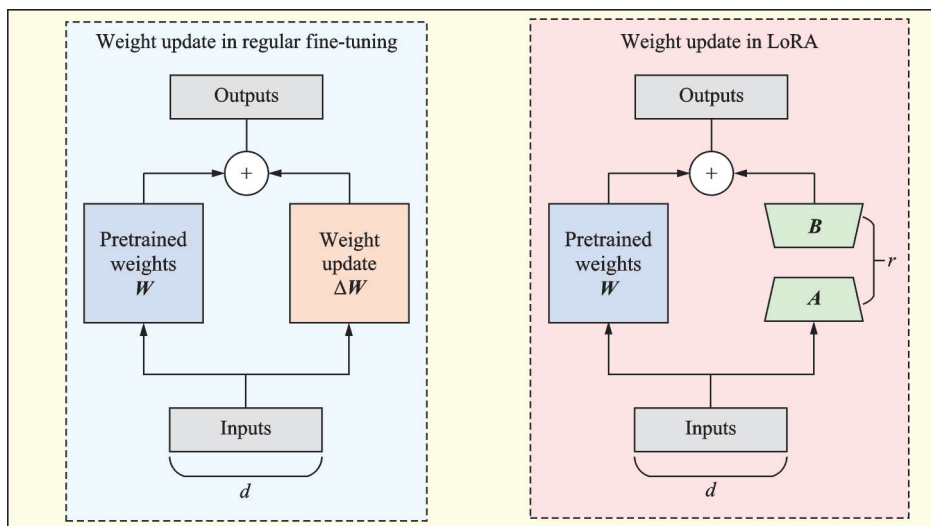 Weight update in regular fine-tuning
Outputs
+
Pretrained
weights
W
Weight
update
ΔW
Inputs
d
Weight update in LoRA
Outputs
+
Pretrained
weights
W
B
r
A
Inputs
d